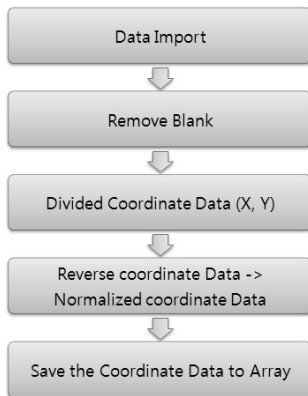 Data Import
Remove Blank
Divided Coordinate Data (X, Y)
Reverse coordinate Data ->
Normalized coordinate Data
Save the Coordinate Data to Array